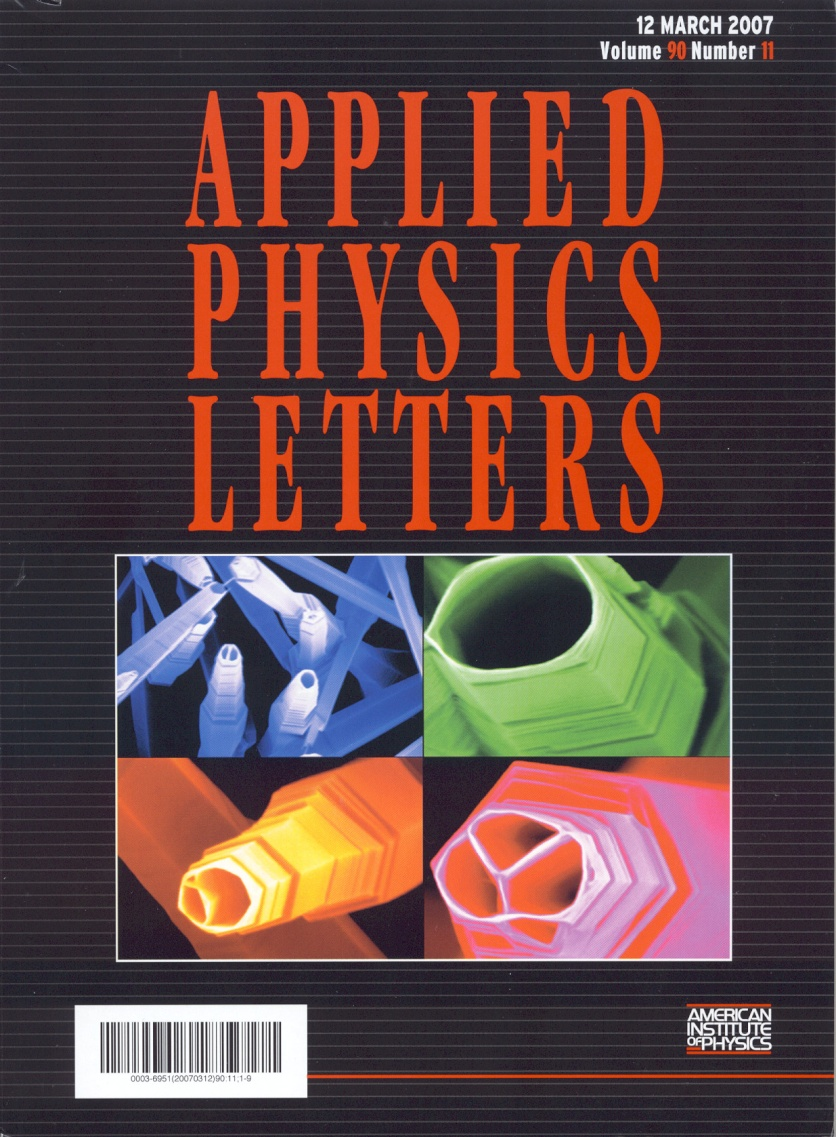 12 MARCH 2007
Volume 90 Number 11
APPLIED
PHYSICS
LETTERS
0003-6951(20070312)90:11;1-9
AMERICAN
INSTITUTE
OF PHYSICS